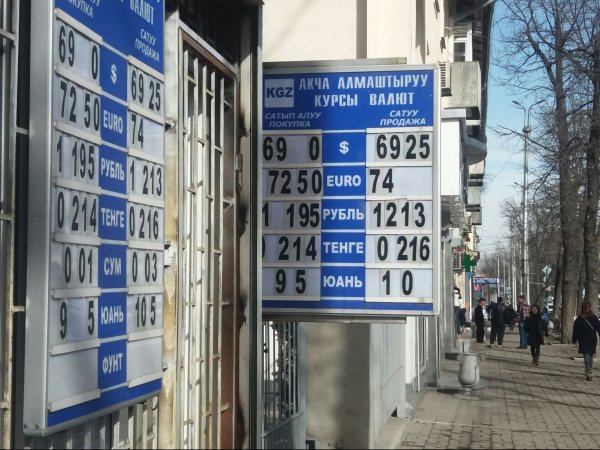 КУРСЫ ВАЛЮТ
САТУУ
ПОКУПКА ПРОДАЖА
69 0 $ 69 25
72 50 EURO 74
1 195 РУБЛЬ 1 213
0 214 ТЕНГЕ 0 216
0 01 СУМ 0 03
9 5 ЮАНЬ 10 5
ФУНТ
KGZ АКЧА АЛМАШТЫРУУ
КУРСЫ ВАЛЮТ
САТЫП АЛУУ САТУУ
ПОКУПКА ПРОДАЖА
69 0 $ 69 25
72 50 EURO 74
1 195 РУБЛЬ 1213
0 214 ТЕНГЕ 0 216
9 5 ЮАНЬ 10